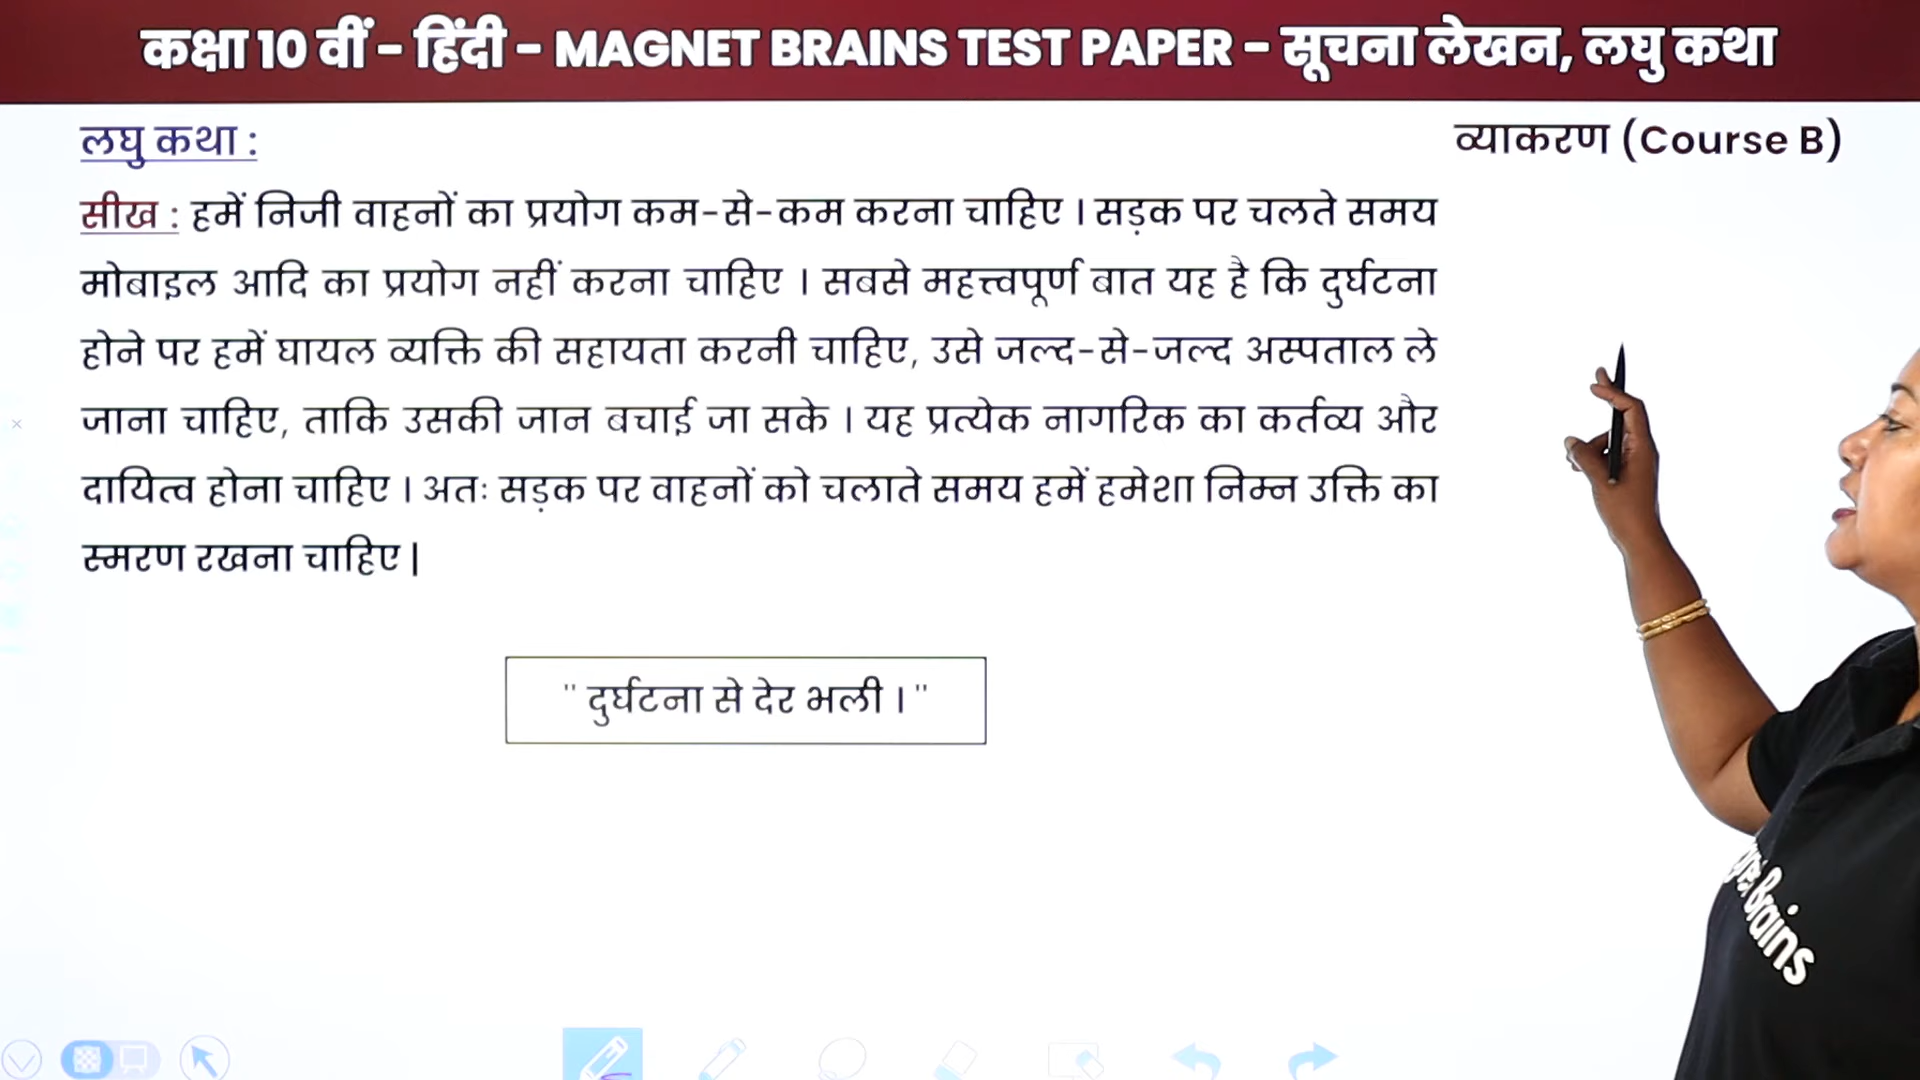 कक्षा 10 वीं - हिंदी - MAGNET BRAINS TEST PAPER - सूचना लेखन, लघु कथा
लघु कथा :
व्याकरण (Course B)
सीख : हमें निजी वाहनों का प्रयोग कम-से-कम करना चाहिए । सड़क पर चलते समय
मोबाइल आदि का प्रयोग नहीं करना चाहिए । सबसे महत्त्वपूर्ण बात यह है कि दुर्घटना
होने पर हमें घायल व्यक्ति की सहायता करनी चाहिए, उसे जल्द-से-जल्द अस्पताल ले
जाना चाहिए, ताकि उसकी जान बचाई जा सके । यह प्रत्येक नागरिक का कर्तव्य और
दायित्व होना चाहिए । अतः सड़क पर वाहनों को चलाते समय हमें हमेशा निम्न उक्ति का
स्मरण रखना चाहिए |
" दुर्घटना से देर भली । "
Brains